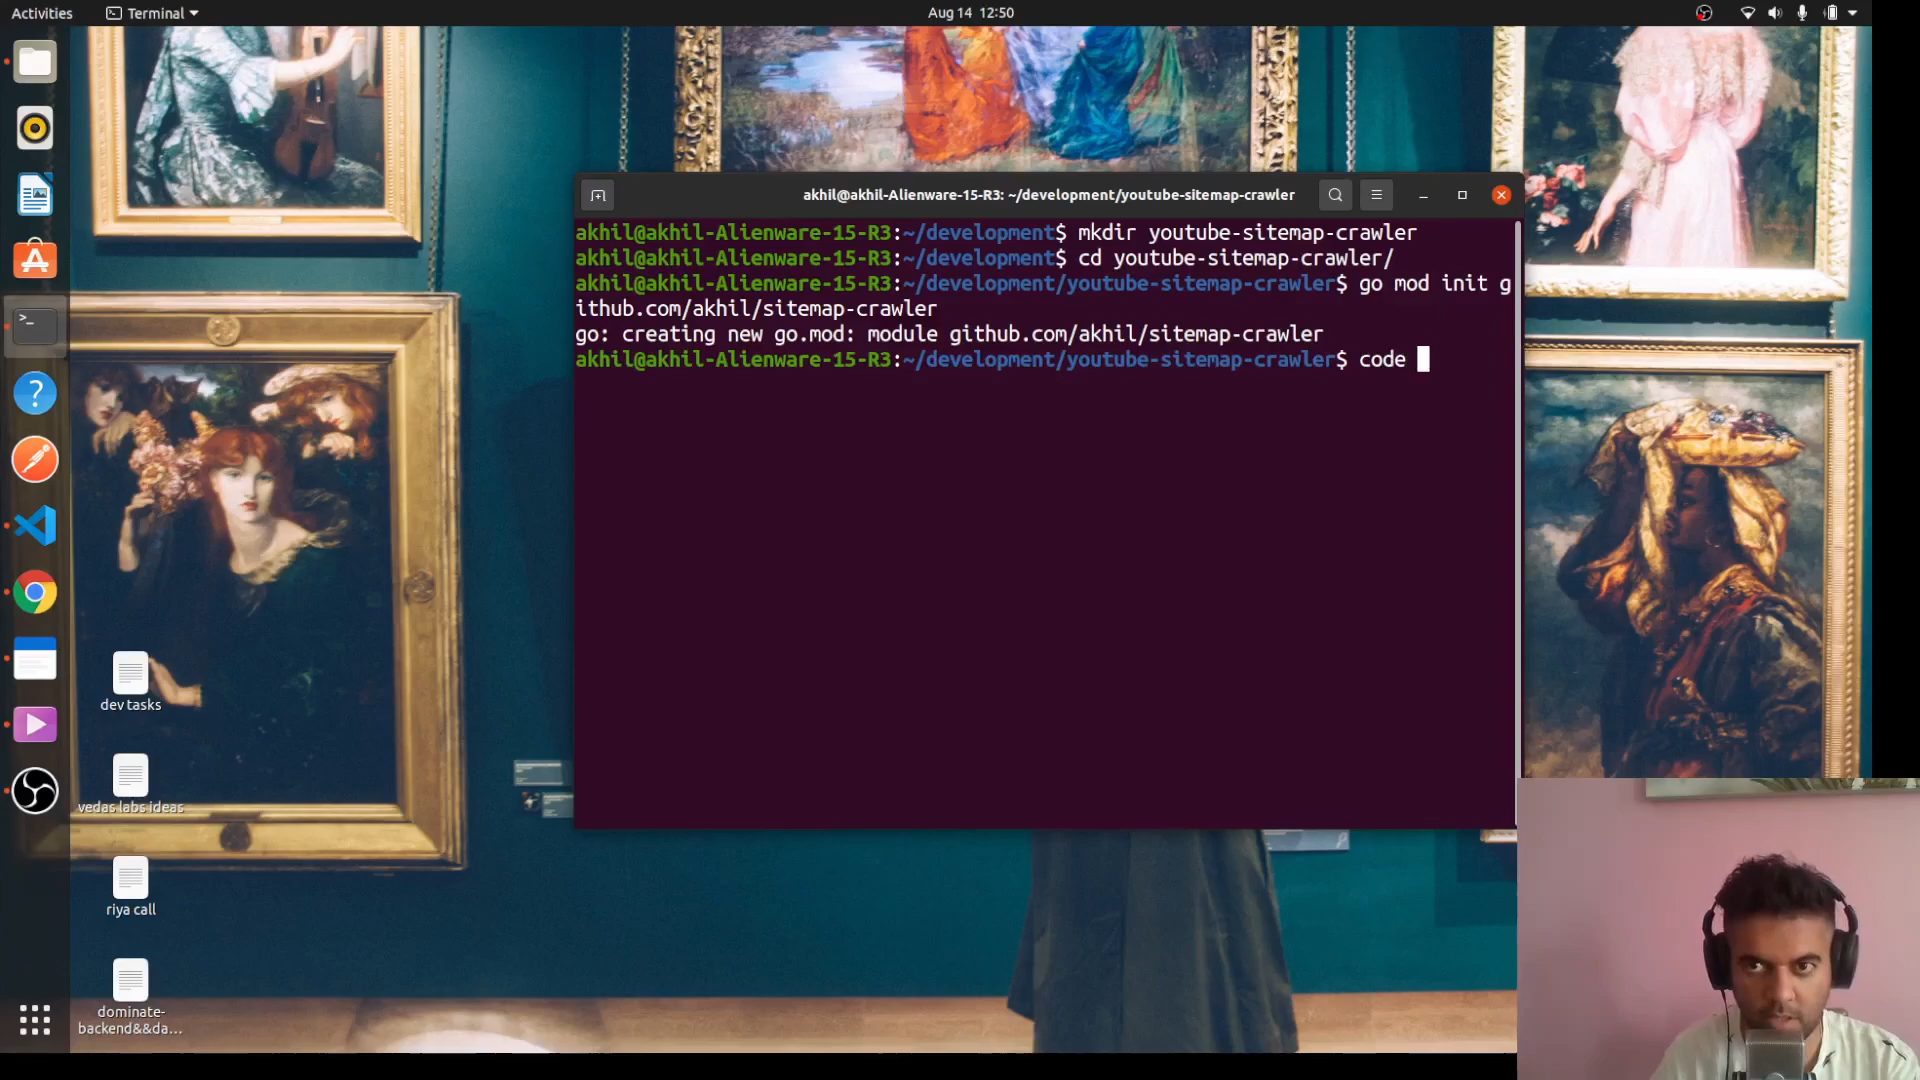 Activities
Terminal
Aug 14 12:50
akhil@akhil-Alienware-15-R3: ~/development/youtube-sitemap-crawler
akhil@akhil-Alienware-15-R3:~/development$ mkdir youtube-sitemap-crawler
akhil@akhil-Alienware-15-R3:~/development$ cd youtube-sitemap-crawler/
akhil@akhil-Alienware-15-R3:~/development/youtube-sitemap-crawler$ go mod init g
ithub.com/akhil/sitemap-crawler
go: creating new go.mod: module github.com/akhil/sitemap-crawler
akhil@akhil-Alienware-15-R3:~/development/youtube-sitemap-crawler$ code
dev tasks
vedas labs ideas
riya call
dominate-
backend&&da...